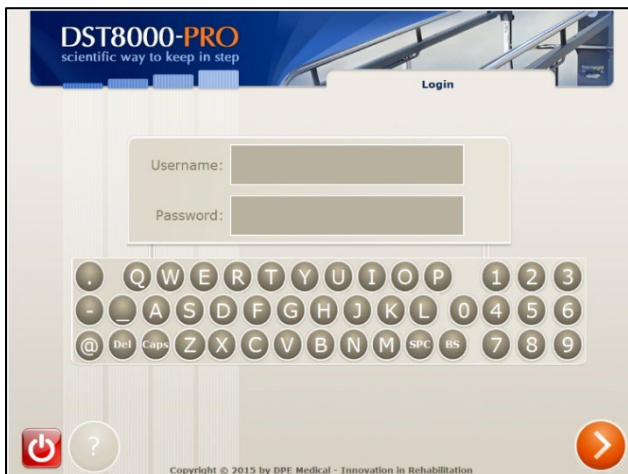 DST8000-PRO
scientific way to keep in step
Login
Username:
Password:
. Q W E R T Y U I O P 1 2 3
- _ A S D F G H J K L 0 4 5 6
@ Del Caps Z X C V B N M SPC BS 7 8 9
?
Copyright © 2015 by DPE Medical - Innovation in Rehabilitation